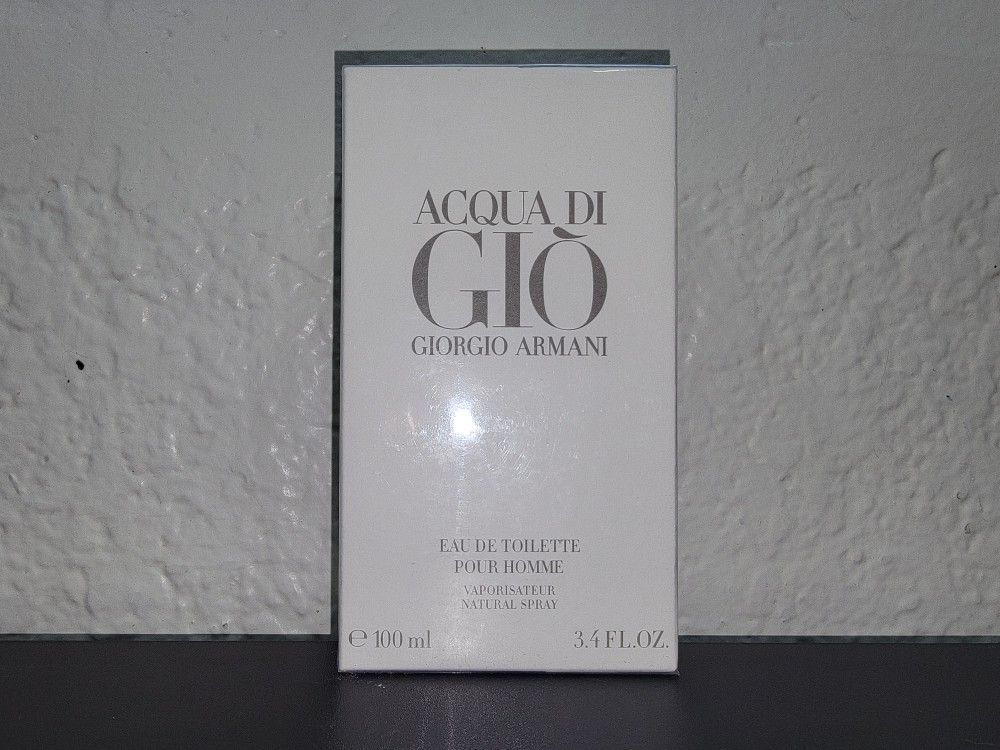 ACQUA DI
GIÒ
GIORGIO ARMANI
EAU DE TOILETTE
POUR HOMME
VAPORISATEUR
NATURAL SPRAY
℮ 100 ml 3.4 FL.OZ.